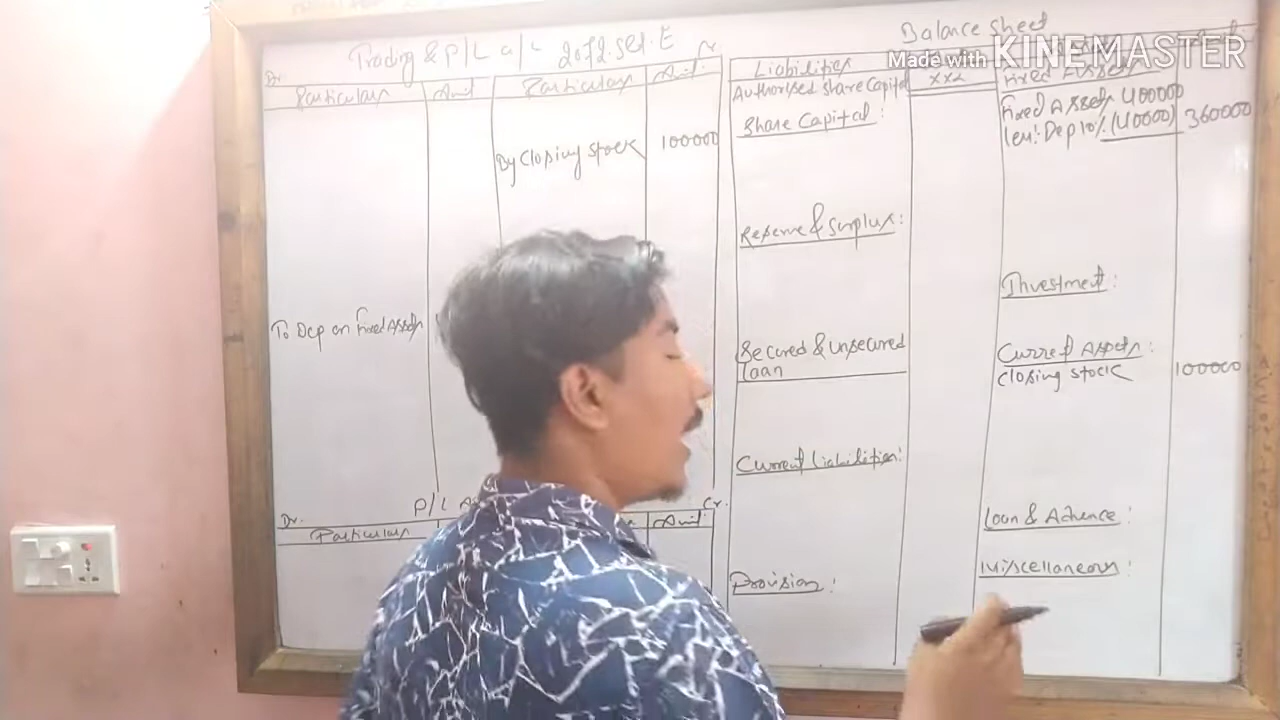 Trading & P/L a/c 2072. Set. E
Dr. Cr.
Particulars Amt Particulars Amt
By Closing Stock 100000
To Dep on Fixed Assets
P/L
Dr. Cr.
Particulars Amt
Balance Sheet
Liabilities
Authorised Share Capital xxx
Share Capital:
Reserve & Surplus:
Secured & Unsecured
Loan
Current Liabilities:
Provision:
Fixed Assets
Fixed Assets 400000
Less: Dep 10% (40000) 360000
Investment:
Curret Assets:
Closing Stock 100000
Loan & Advance:
Miscellaneous:
Made with KINEMASTER